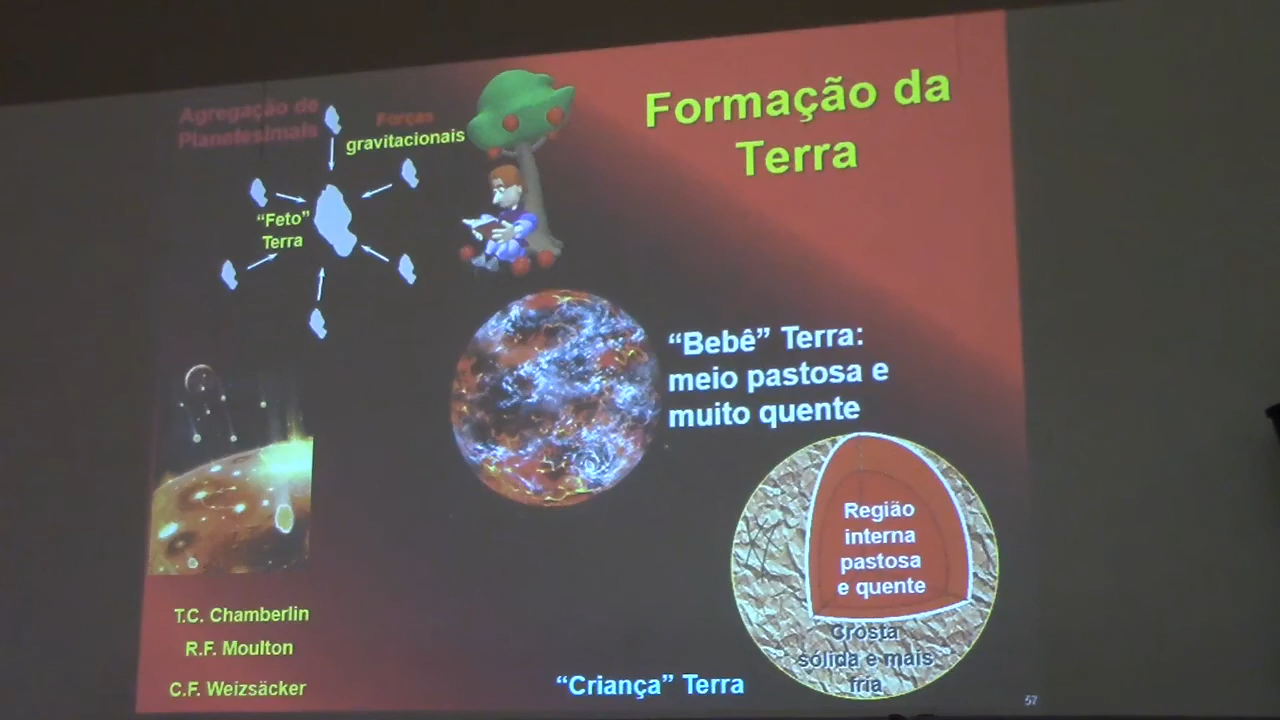 Formação da
Terra
Agregação de
Planetesimais
Forças
gravitacionais
“Feto”
Terra
“Bebê” Terra:
meio pastosa e
muito quente
Região
interna
pastosa
e quente
Crosta
sólida e mais
fria
“Criança” Terra
T.C. Chamberlin
R.F. Moulton
C.F. Weizsäcker
57